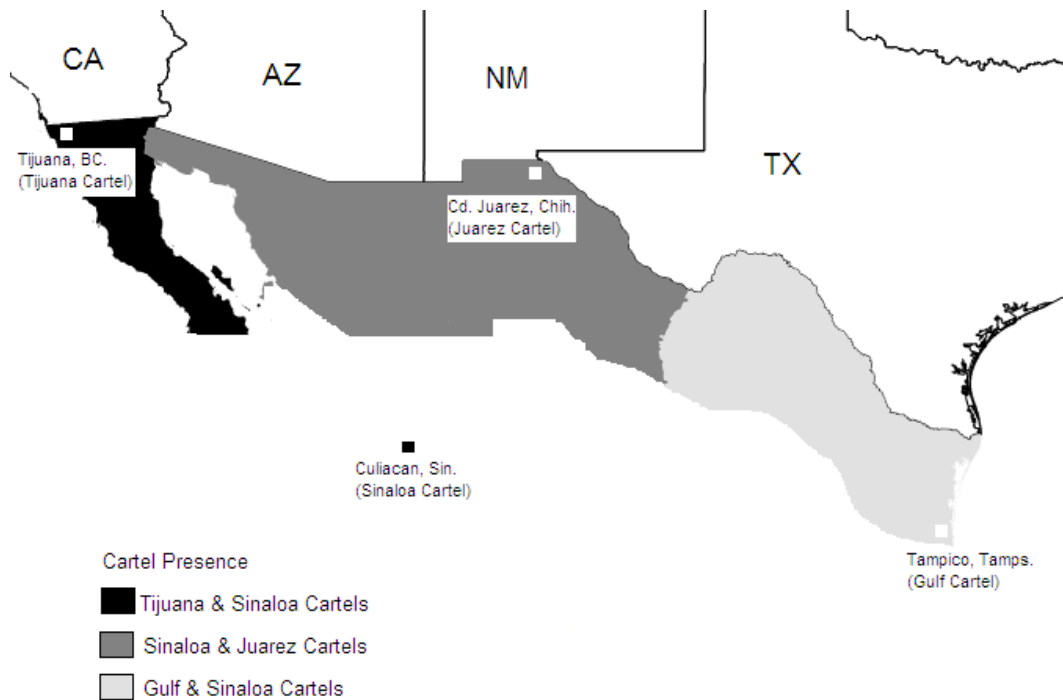 CA
AZ
NM
TX
Tijuana, BC.
(Tijuana Cartel)
Cd. Juarez, Chih.
(Juarez Cartel)
Culiacan, Sin.
(Sinaloa Cartel)
Tampico, Tamps.
(Gulf Cartel)
Cartel Presence
Tijuana & Sinaloa Cartels
Sinaloa & Juarez Cartels
Gulf & Sinaloa Cartels